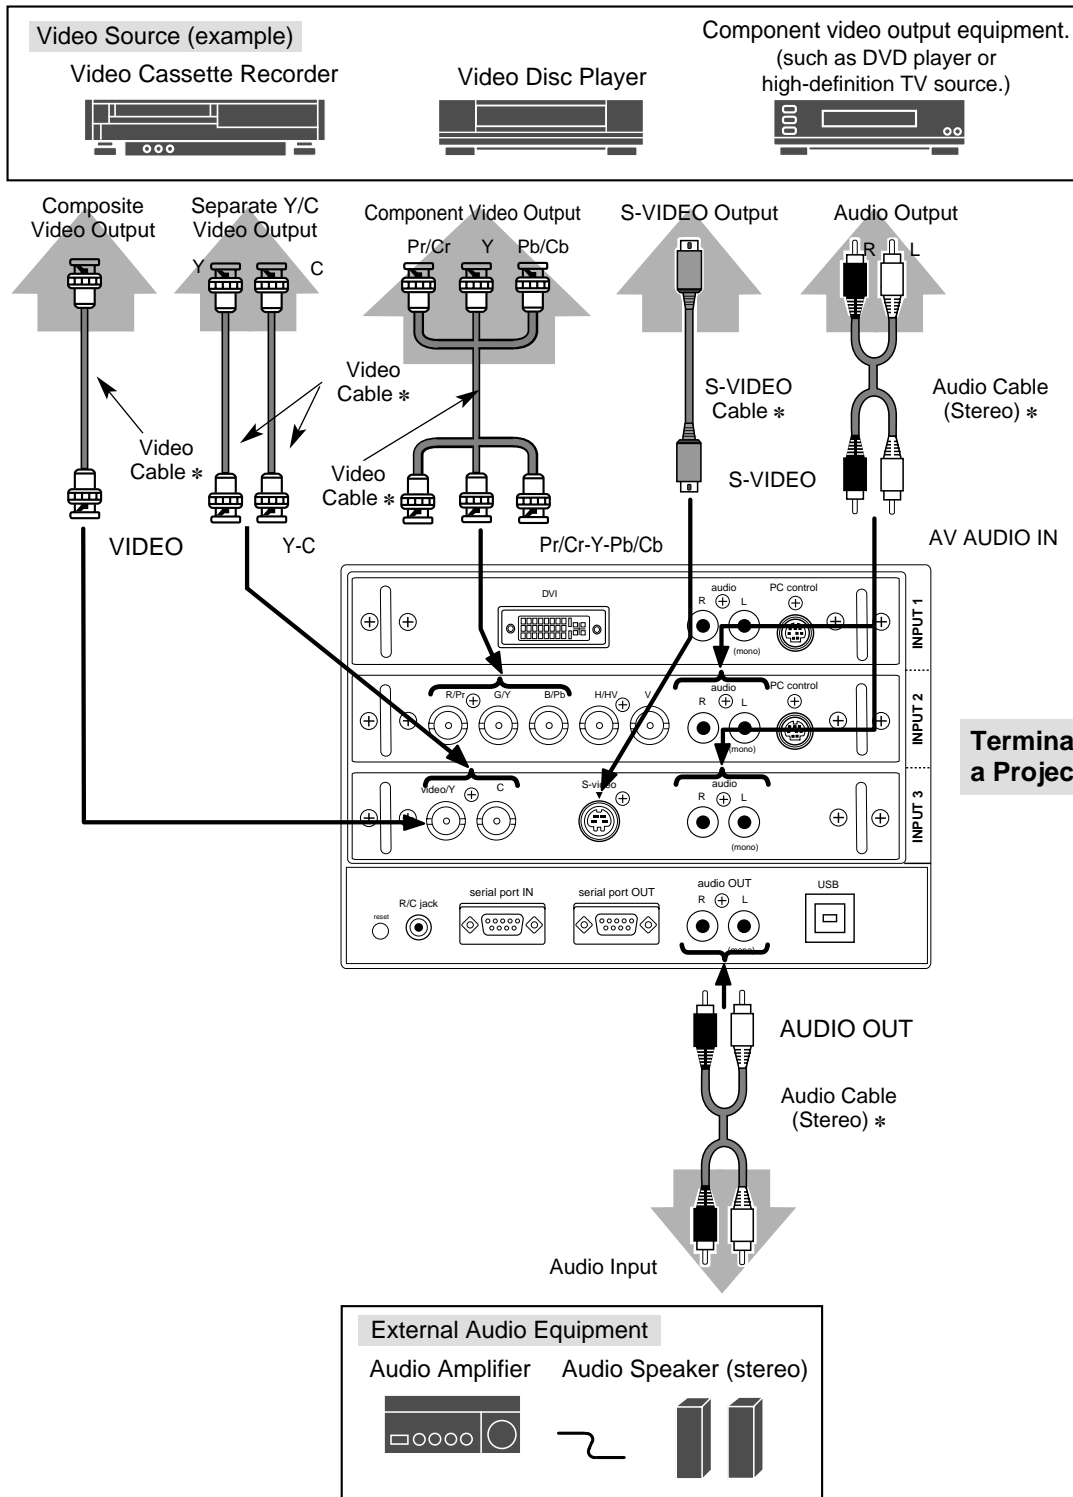 Video Source (example)
Component video output equipment.
(such as DVD player or
high-definition TV source.)
Video Cassette Recorder
Video Disc Player
Composite
Video Output
Separate Y/C
Video Output
Component Video Output
S-VIDEO Output
Audio Output
Y
C
Pr/Cr
Y
Pb/Cb
R
L
Video
Cable ∗
Video
Cable ∗
Video
Cable ∗
S-VIDEO
Cable ∗
Audio Cable
(Stereo) ∗
S-VIDEO
VIDEO
Y-C
Pr/Cr-Y-Pb/Cb
AV AUDIO IN
DVI
audio
R
L
(mono)
PC control
INPUT 1
R/Pr
G/Y
B/Pb
H/HV
V
audio
R
L
(mono)
PC control
INPUT 2
Termina
a Projec
video/Y
C
S-video
audio
R
L
(mono)
INPUT 3
reset
R/C jack
serial port IN
serial port OUT
audio OUT
R
L
(mono)
USB
AUDIO OUT
Audio Cable
(Stereo) ∗
Audio Input
External Audio Equipment
Audio Amplifier
Audio Speaker (stereo)